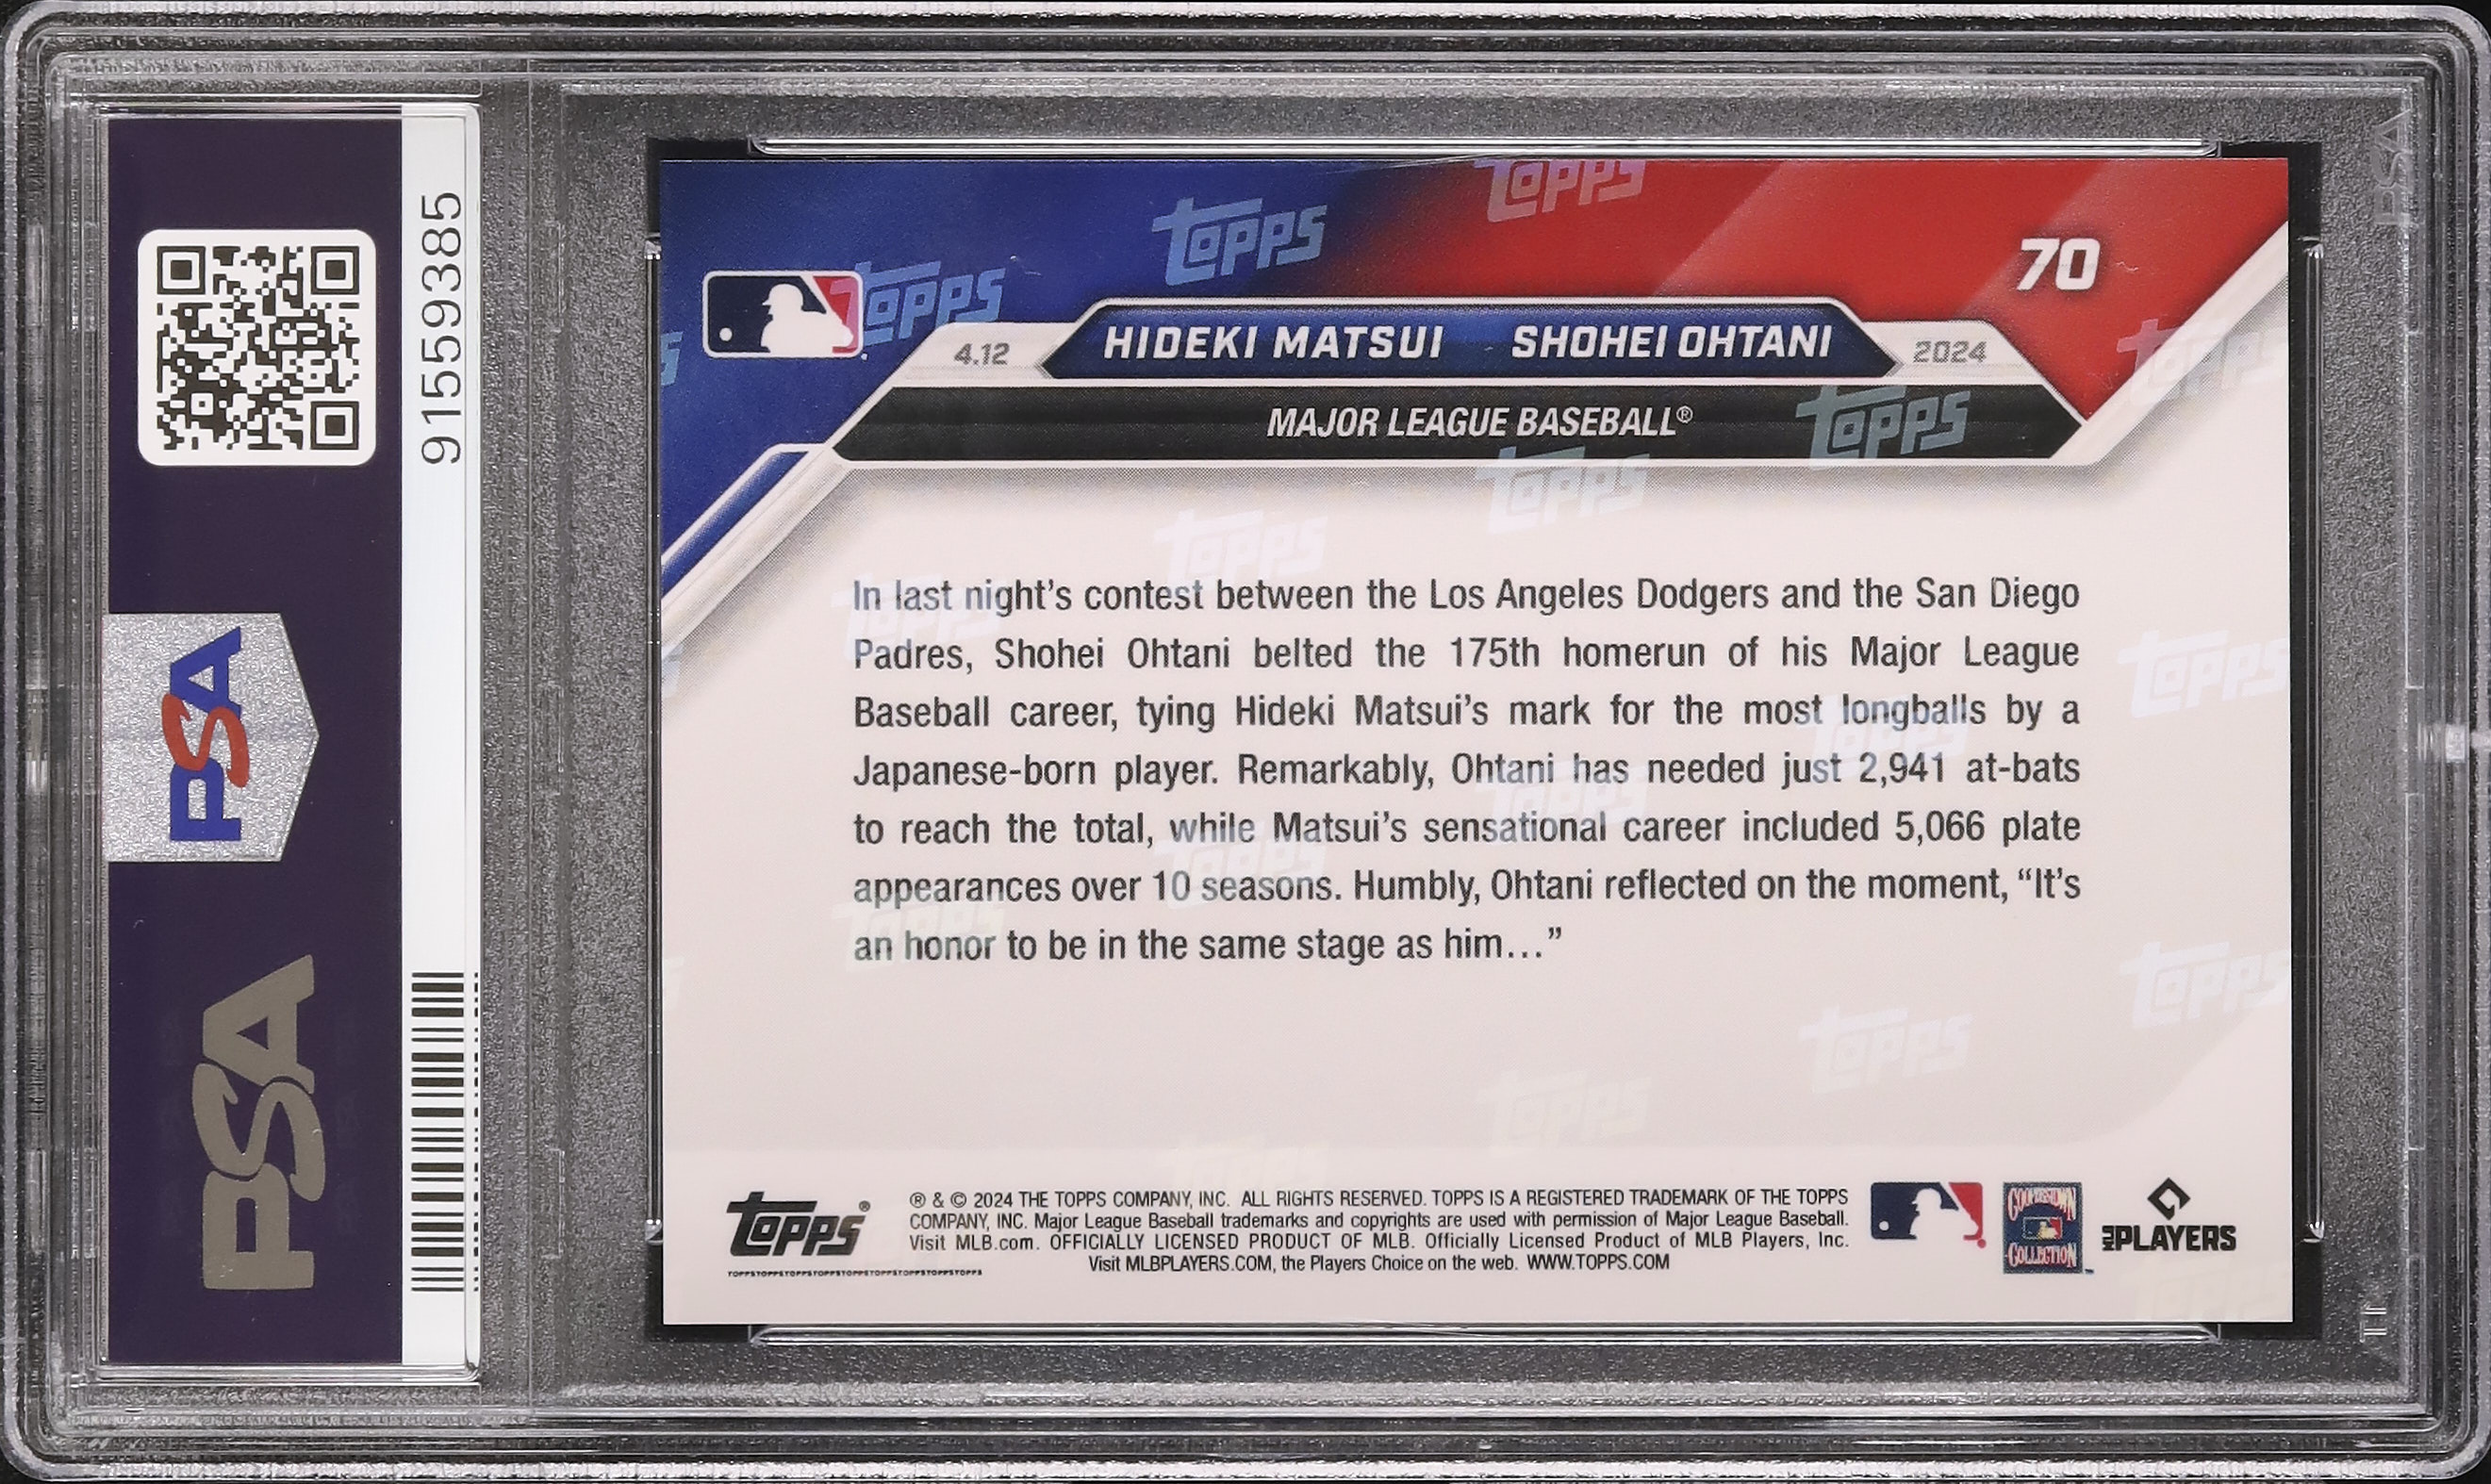 91559385
PSA
PSA
70
4.12 HIDEKI MATSUI SHOHEI OHTANI 2024
MAJOR LEAGUE BASEBALL®
In last night's contest between the Los Angeles Dodgers and the San Diego
Padres, Shohei Ohtani belted the 175th homerun of his Major League
Baseball career, tying Hideki Matsui's mark for the most longballs by a
Japanese-born player. Remarkably, Ohtani has needed just 2,941 at-bats
to reach the total, while Matsui's sensational career included 5,066 plate
appearances over 10 seasons. Humbly, Ohtani reflected on the moment, “It's
an honor to be in the same stage as him…”
Topps®
TOPPSTOPPSTOPPSTOPPSTOPPSTOPPSTOPPSTOPPS
® & © 2024 THE TOPPS COMPANY, INC. ALL RIGHTS RESERVED. TOPPS IS A REGISTERED TRADEMARK OF THE TOPPS
COMPANY, INC. Major League Baseball trademarks and copyrights are used with permission of Major League Baseball.
Visit MLB.com. OFFICIALLY LICENSED PRODUCT OF MLB. Officially Licensed Product of MLB Players, Inc.
Visit MLBPLAYERS.COM, the Players Choice on the web. WWW.TOPPS.COM
COOPERSTOWN
COLLECTION
MLB PLAYERS